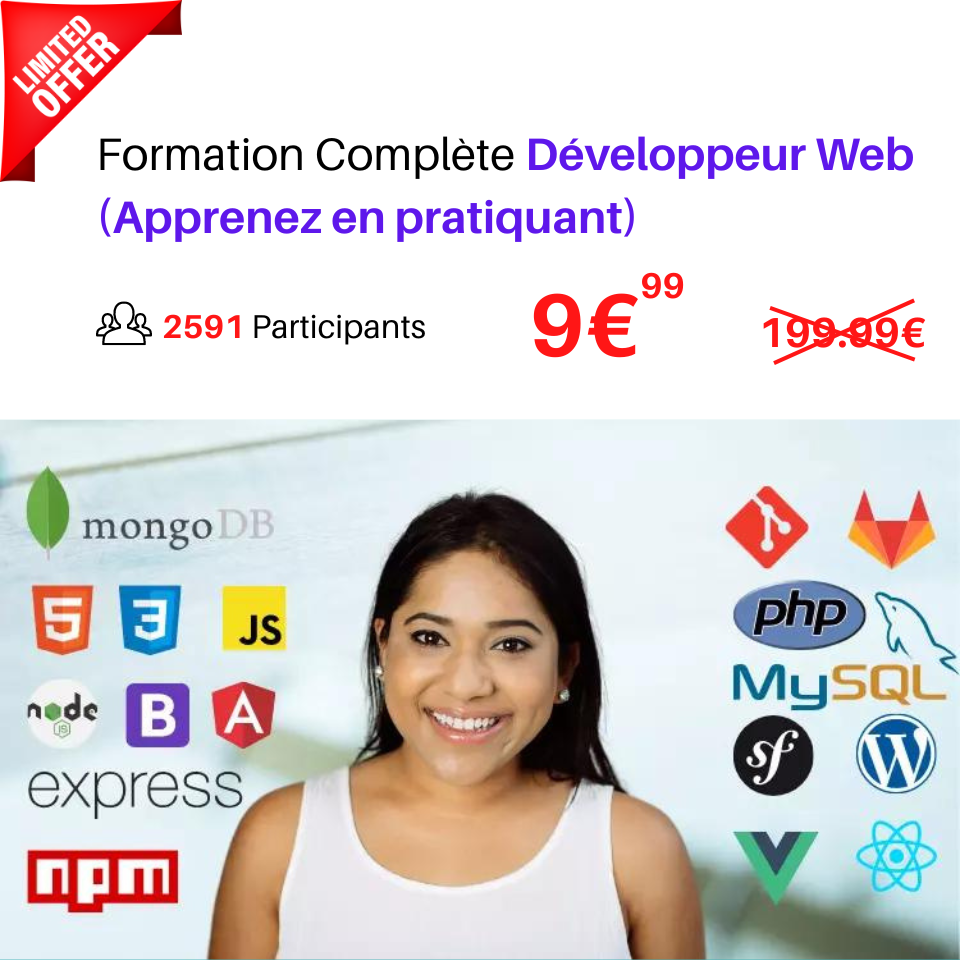 LIMITED
OFFER
Formation Complète Développeur Web
(Apprenez en pratiquant)
2591 Participants
9€99
199.99€
mongoDB
5
3
JS
node
JS
B
A
express
npm
php
MySQL
sf
W